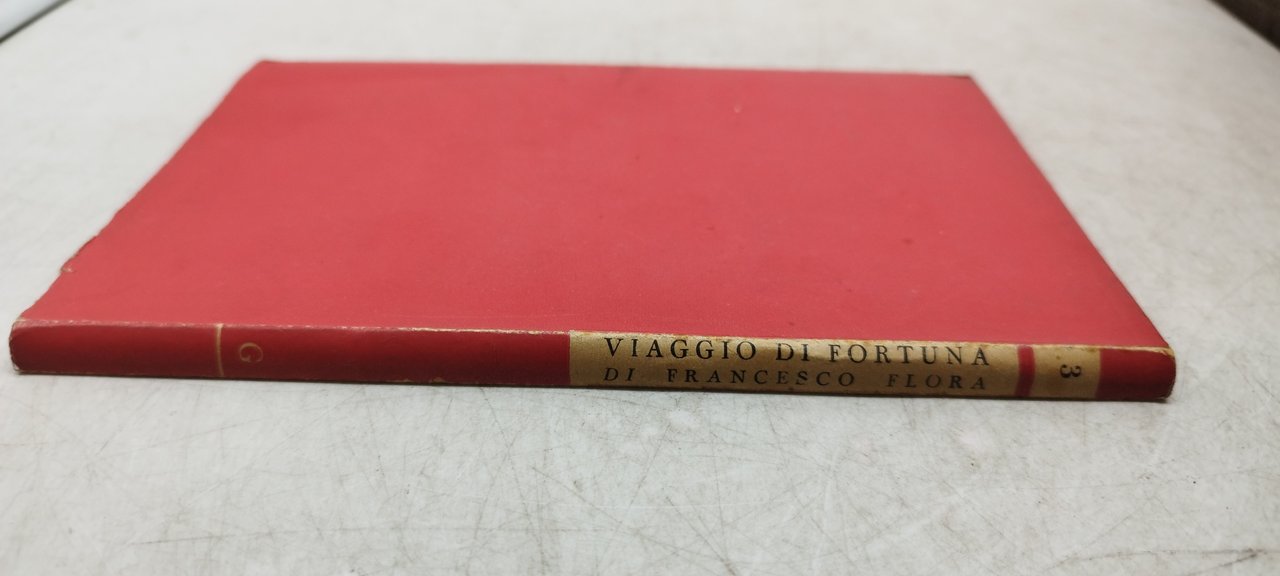 VIAGGIO DI FORTUNA
DI FRANCESCO FLORA
3
G